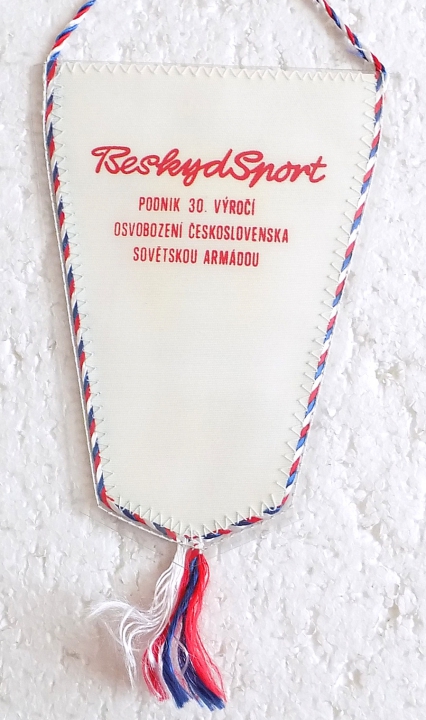 BeskydSport
PODNIK 30. VÝROČÍ
OSVOBOZENÍ ČESKOSLOVENSKA
SOVĚTSKOU ARMÁDOU